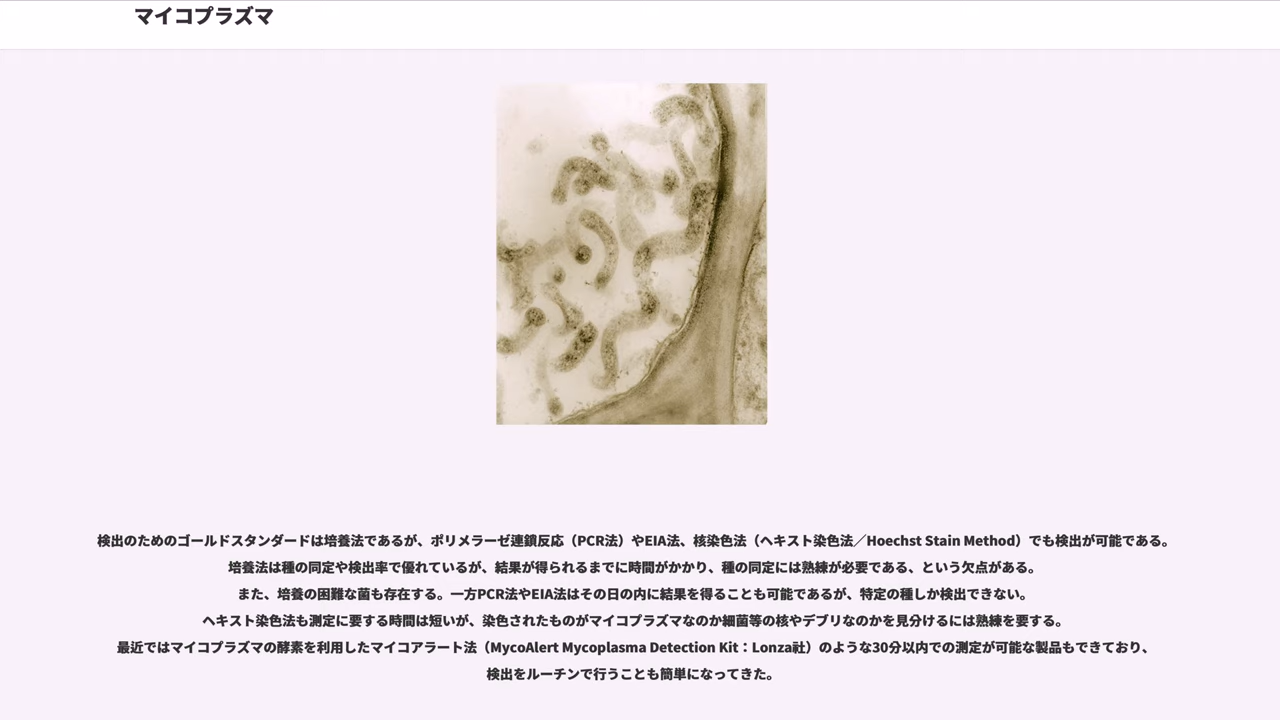 マイコプラズマ
検出のためのゴールドスタンダードは培養法であるが、ポリメラーゼ連鎖反応（PCR法）やEIA法、核染色法（ヘキスト染色法／Hoechst Stain Method）でも検出が可能である。
培養法は種の同定や検出率で優れているが、結果が得られるまでに時間がかかり、種の同定には熟練が必要である、という欠点がある。
また、培養の困難な菌も存在する。一方PCR法やEIA法はその日の内に結果を得ることも可能であるが、特定の種しか検出できない。
ヘキスト染色法も測定に要する時間は短いが、染色されたものがマイコプラズマなのか細菌等の核やデブリなのかを見分けるには熟練を要する。
最近ではマイコプラズマの酵素を利用したマイコアラート法（MycoAlert Mycoplasma Detection Kit：Lonza社）のような30分以内での測定が可能な製品もできており、
検出をルーチンで行うことも簡単になってきた。